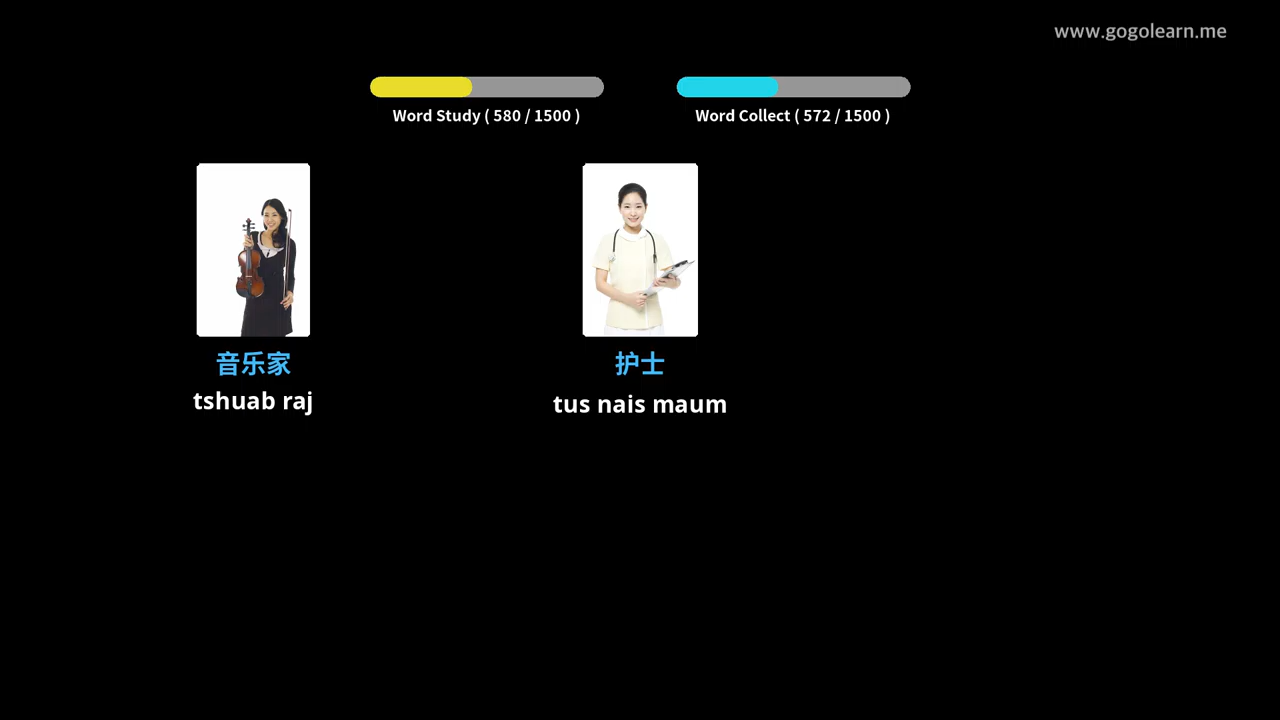 www.gogolearn.me
Word Study ( 580 / 1500 )
Word Collect ( 572 / 1500 )
音乐家
tshuab raj
护士
tus nais maum